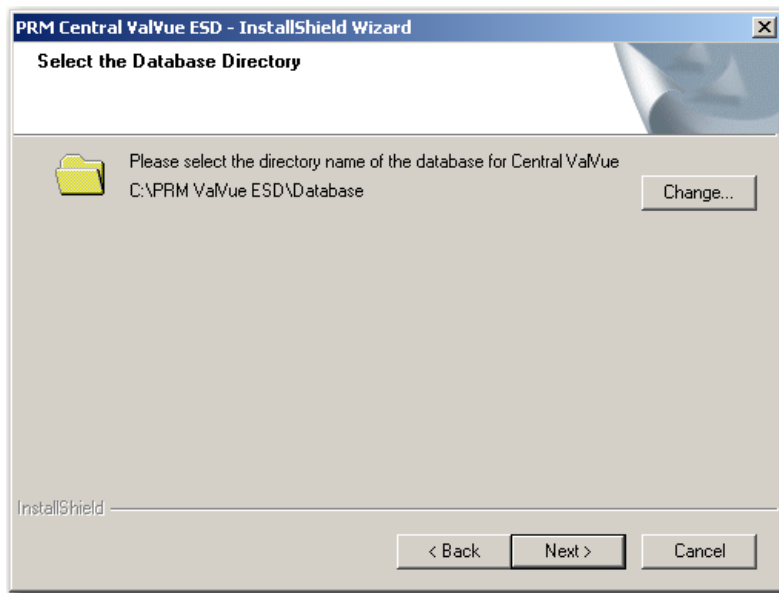 PRM Central ValVue ESD - InstallShield Wizard
Select the Database Directory
Please select the directory name of the database for Central ValVue
C:\PRM ValVue ESD\Database
Change...
InstallShield
< Back
Next >
Cancel